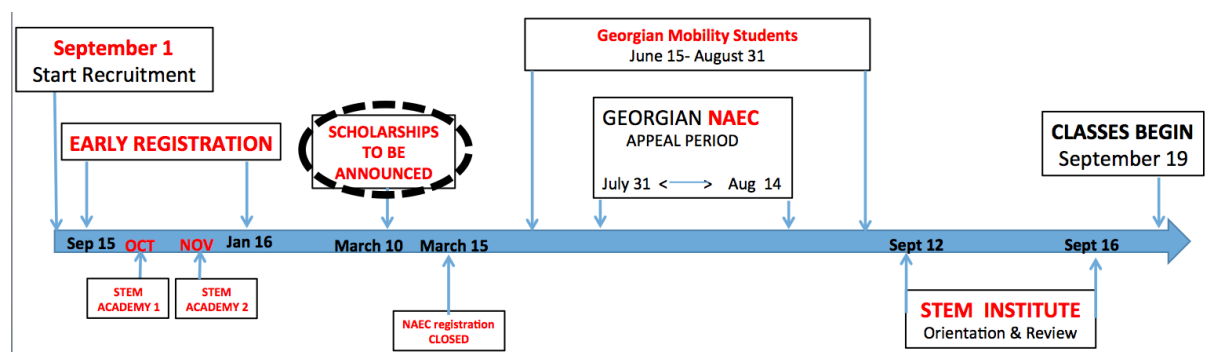 September 1
Start Recruitment
EARLY REGISTRATION
SCHOLARSHIPS
TO BE
ANNOUNCED
Georgian Mobility Students
June 15- August 31
GEORGIAN NAEC
APPEAL PERIOD
July 31 < > Aug 14
CLASSES BEGIN
September 19
Sep 15 OCT NOV Jan 16 March 10 March 15 Sept 12 Sept 16
STEM
ACADEMY 1
STEM
ACADEMY 2
NAEC registration
CLOSED
STEM INSTITUTE
Orientation & Review